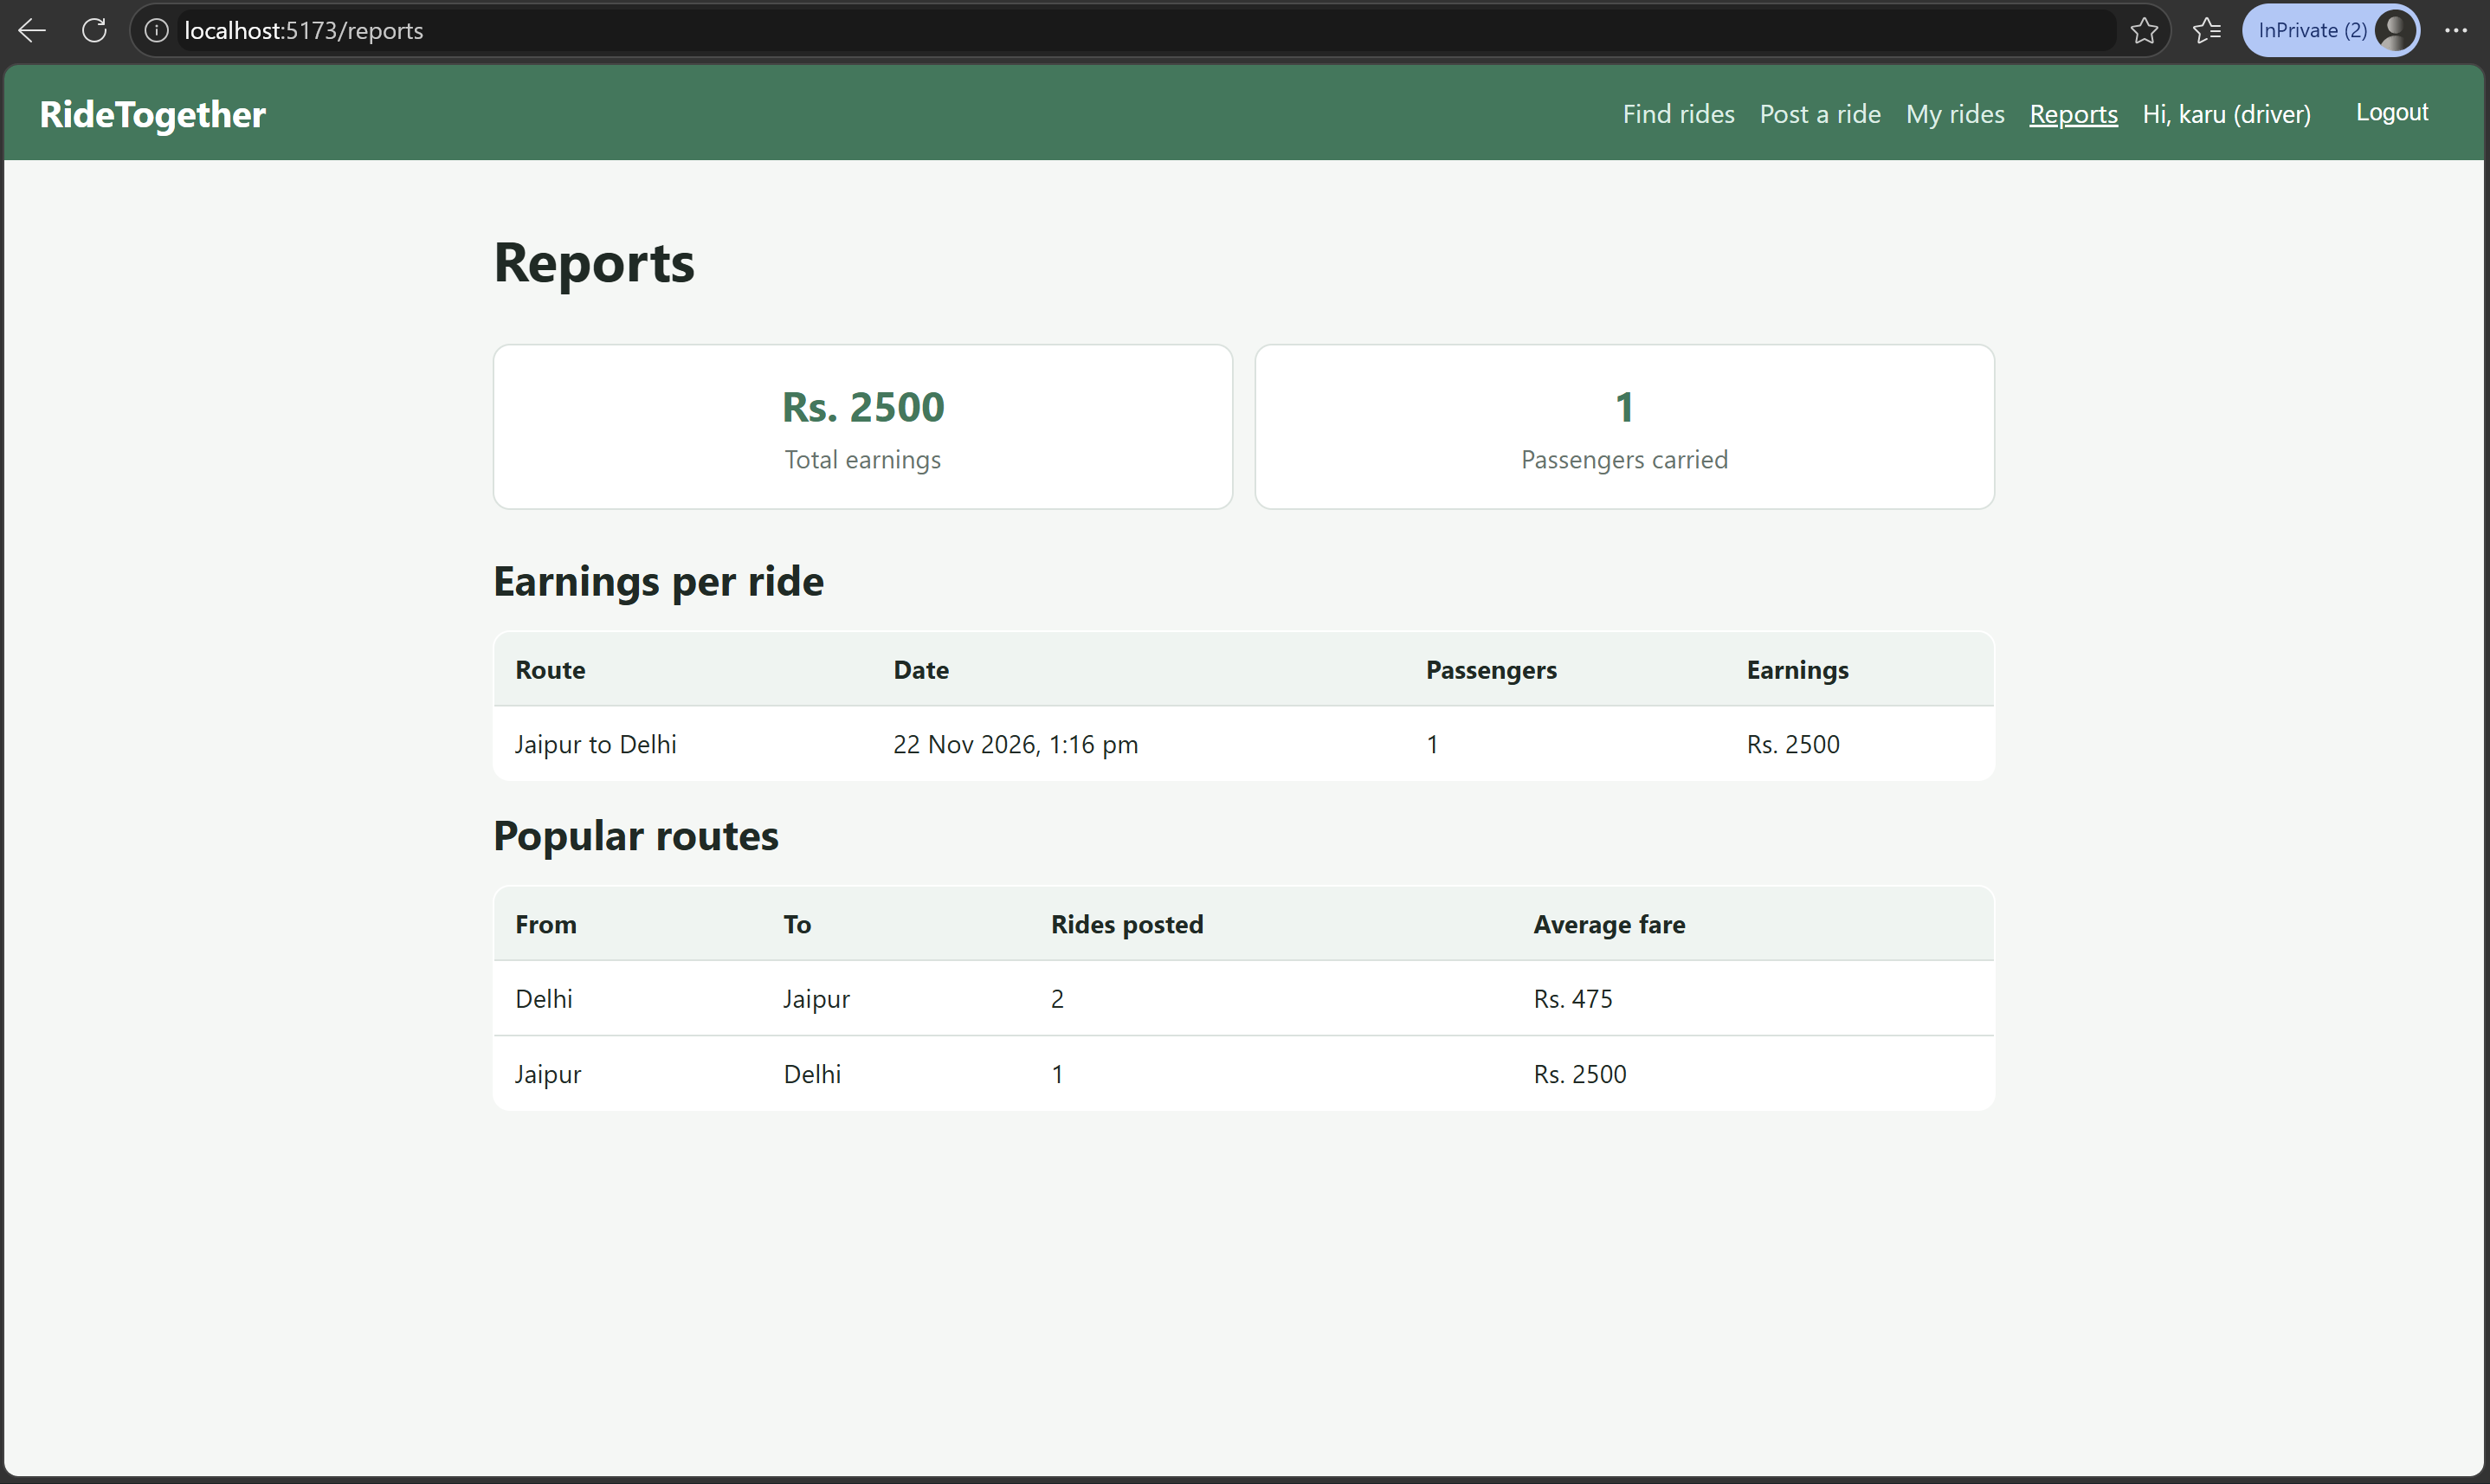 localhost:5173/reports
InPrivate (2)
RideTogether
Find rides Post a ride My rides Reports Hi, karu (driver) Logout
Reports
Rs. 2500
Total earnings
1
Passengers carried
Earnings per ride
Route Date Passengers Earnings
Jaipur to Delhi 22 Nov 2026, 1:16 pm 1 Rs. 2500
Popular routes
From To Rides posted Average fare
Delhi Jaipur 2 Rs. 475
Jaipur Delhi 1 Rs. 2500